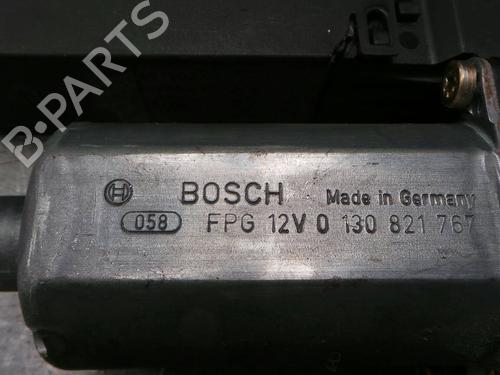 B-PARTS
BOSCH Made in Germany
058 FPG 12V 0 130 821 767